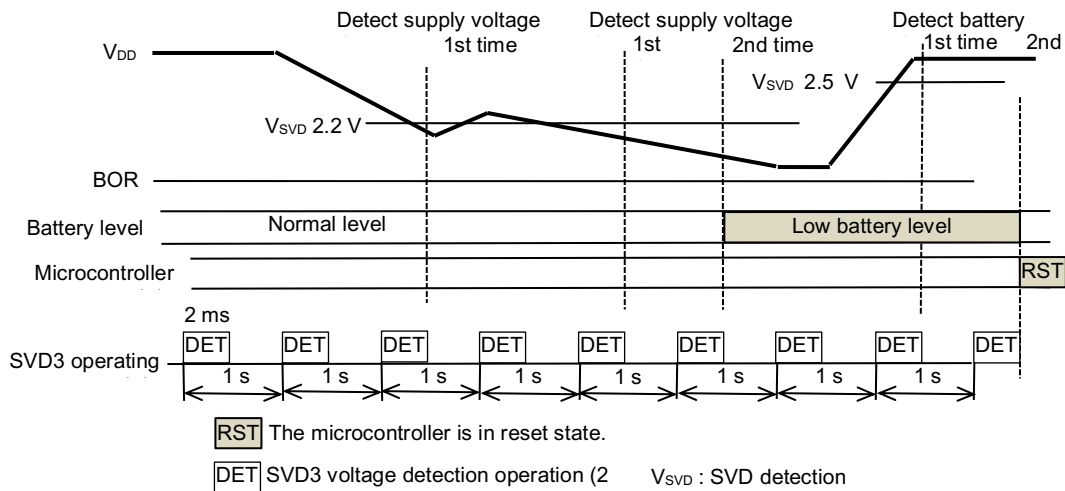 Detect supply voltage
1st time
Detect supply voltage
1st
2nd time
Detect battery
1st time
2nd
VDD
VSVD 2.5 V
VSVD 2.2 V
BOR
Battery level
Normal level
Low battery level
Microcontroller
RST
2 ms
SVD3 operating
DET
DET
DET
DET
DET
DET
DET
DET
DET
1 s
1 s
1 s
1 s
1 s
1 s
1 s
1 s
RST The microcontroller is in reset state.
DET SVD3 voltage detection operation (2
VSVD : SVD detection